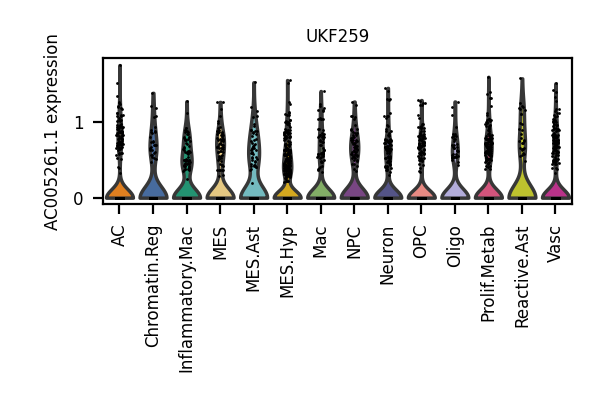 UKF259
AC005261.1 expression
1
0
AC
Chromatin.Reg
Inflammatory.Mac
MES
MES.Ast
MES.Hyp
Mac
NPC
Neuron
OPC
Oligo
Prolif.Metab
Reactive.Ast
Vasc